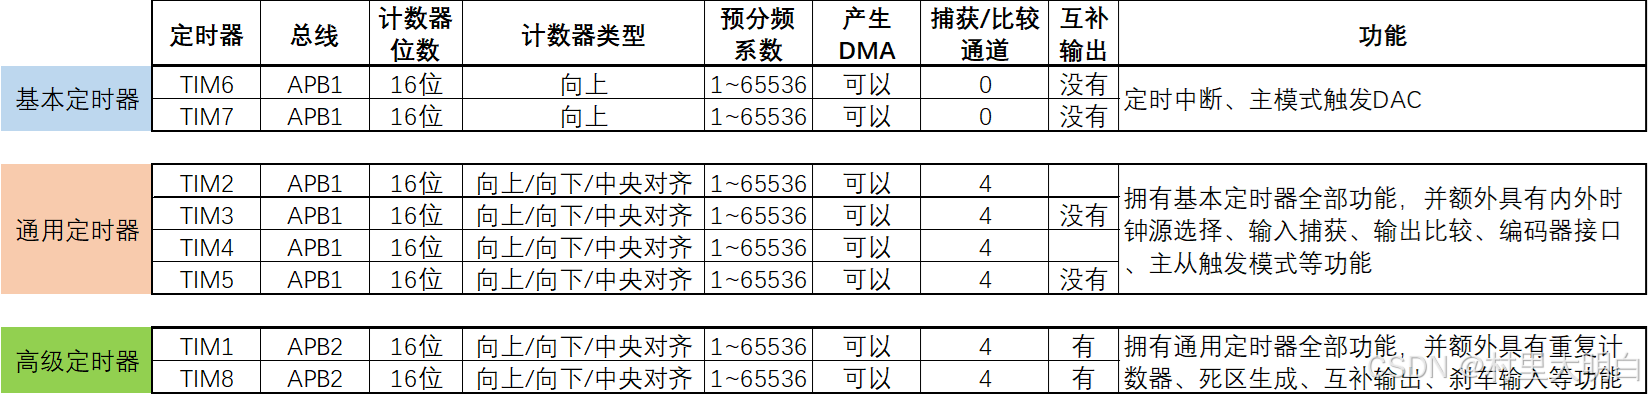 定时器 总线 计数器位数 计数器类型 预分频系数 产生DMA 捕获/比较通道 互补输出 功能
基本定时器 TIM6 APB1 16位 向上 1~65536 可以 0 没有 定时中断、主模式触发DAC
TIM7 APB1 16位 向上 1~65536 可以 0 没有
通用定时器 TIM2 APB1 16位 向上/向下/中央对齐 1~65536 可以 4 拥有基本定时器全部功能，并额外具有内外时
TIM3 APB1 16位 向上/向下/中央对齐 1~65536 可以 4 没有 钟源选择、输入捕获、输出比较、编码器接口
TIM4 APB1 16位 向上/向下/中央对齐 1~65536 可以 4 、主从触发模式等功能
TIM5 APB1 16位 向上/向下/中央对齐 1~65536 可以 4 没有
高级定时器 TIM1 APB2 16位 向上/向下/中央对齐 1~65536 可以 4 有 拥有通用定时器全部功能，并额外具有重复计
TIM8 APB2 16位 向上/向下/中央对齐 1~65536 可以 4 有 数器、死区生成、互补输出、刹车输入等功能
CSDN @村里大明白